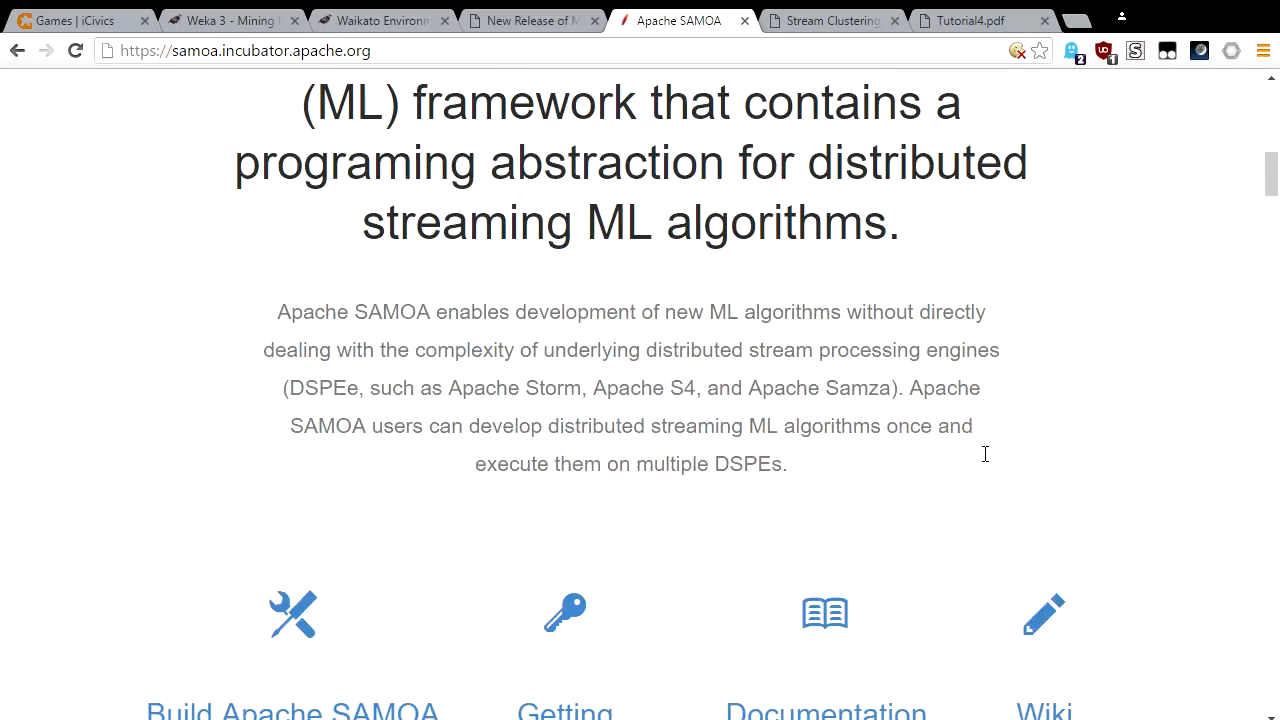 Games | iCivics
Weka 3 - Mining
Waikato Environm
New Release of M
Apache SAMOA
Stream Clustering
Tutorial4.pdf
https://samoa.incubator.apache.org
2
1
(ML) framework that contains a
programing abstraction for distributed
streaming ML algorithms.
Apache SAMOA enables development of new ML algorithms without directly
dealing with the complexity of underlying distributed stream processing engines
(DSPEe, such as Apache Storm, Apache S4, and Apache Samza). Apache
SAMOA users can develop distributed streaming ML algorithms once and
execute them on multiple DSPEs.
Build Apache SAMOA
Getting
Documentation
Wiki